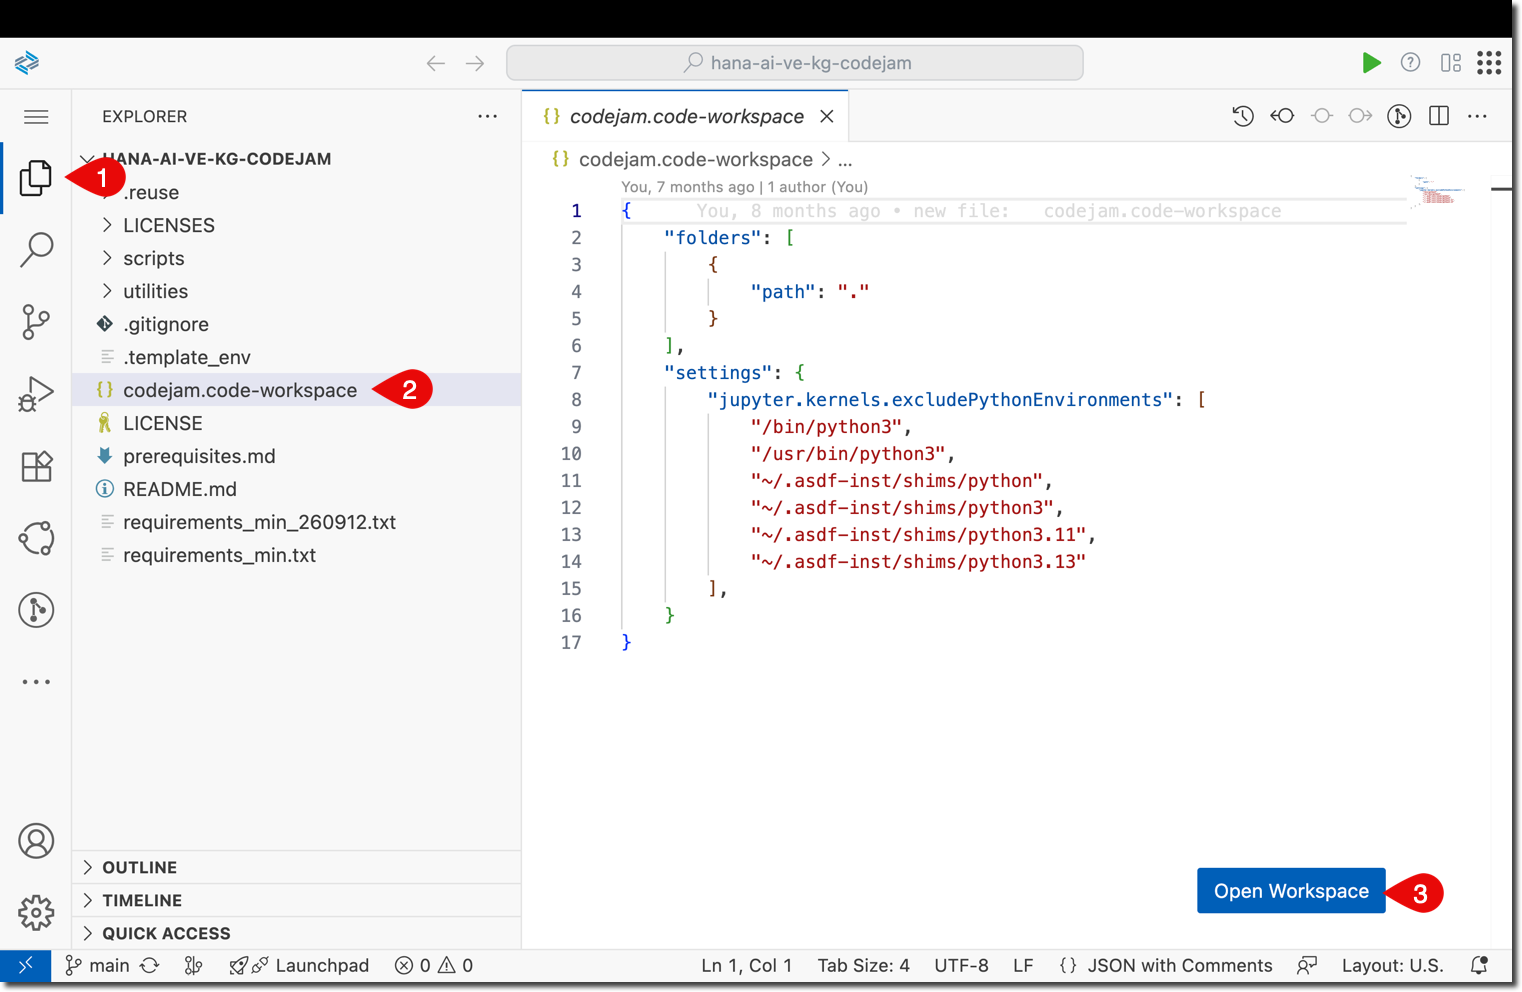 hana-ai-ve-kg-codejam
EXPLORER
HANA-AI-VE-KG-CODEJAM
1
.reuse
LICENSES
scripts
utilities
.gitignore
.template_env
codejam.code-workspace
2
LICENSE
prerequisites.md
README.md
requirements_min_260912.txt
requirements_min.txt
OUTLINE
TIMELINE
QUICK ACCESS
{} codejam.code-workspace
{} codejam.code-workspace > ...
You, 7 months ago | 1 author (You)
1 { You, 8 months ago • new file: codejam.code-workspace
2 "folders": [
3 {
4 "path": "."
5 }
6 ],
7 "settings": {
8 "jupyter.kernels.excludePythonEnvironments": [
9 "/bin/python3",
10 "/usr/bin/python3",
11 "~/.asdf-inst/shims/python",
12 "~/.asdf-inst/shims/python3",
13 "~/.asdf-inst/shims/python3.11",
14 "~/.asdf-inst/shims/python3.13"
15 ],
16 }
17 }
Open Workspace
3
main Launchpad 0 0 Ln 1, Col 1 Tab Size: 4 UTF-8 LF {} JSON with Comments Layout: U.S.